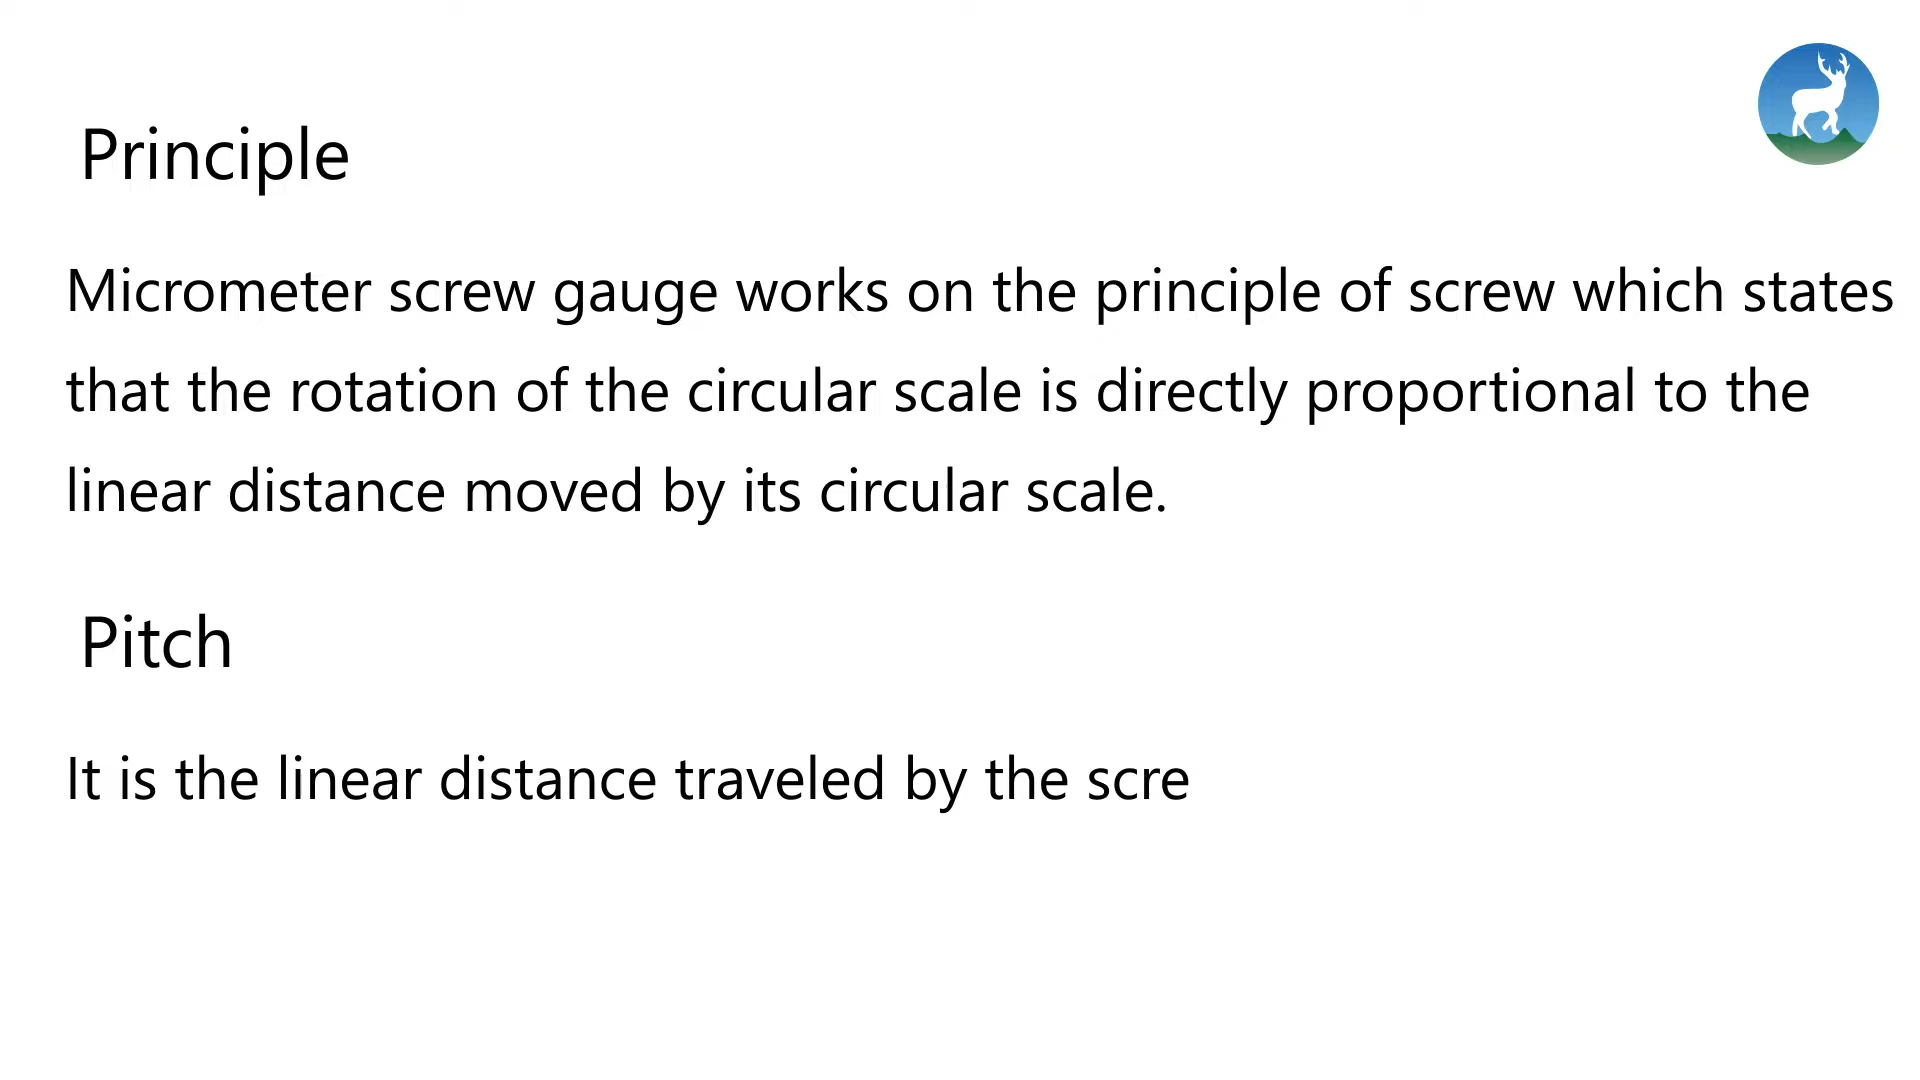 Principle
Micrometer screw gauge works on the principle of screw which states
that the rotation of the circular scale is directly proportional to the
linear distance moved by its circular scale.
Pitch
It is the linear distance traveled by the scre